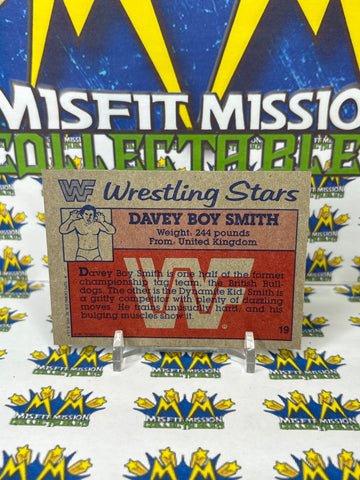 MISFIT MISSION
COLLECTABLES
WF Wrestling Stars
DAVEY BOY SMITH
Weight: 244 pounds
From: United Kingdom
Davey Boy Smith is one half of the former
championship tag team, the British Bull-
dogs. The other is the Dynamite Kid. Smith is
a gritty competitor with plenty of dazzling
moves. He trains unusually hard, and his
bulging muscles show it.
19
MISFIT MISSION
COLLECTABLES